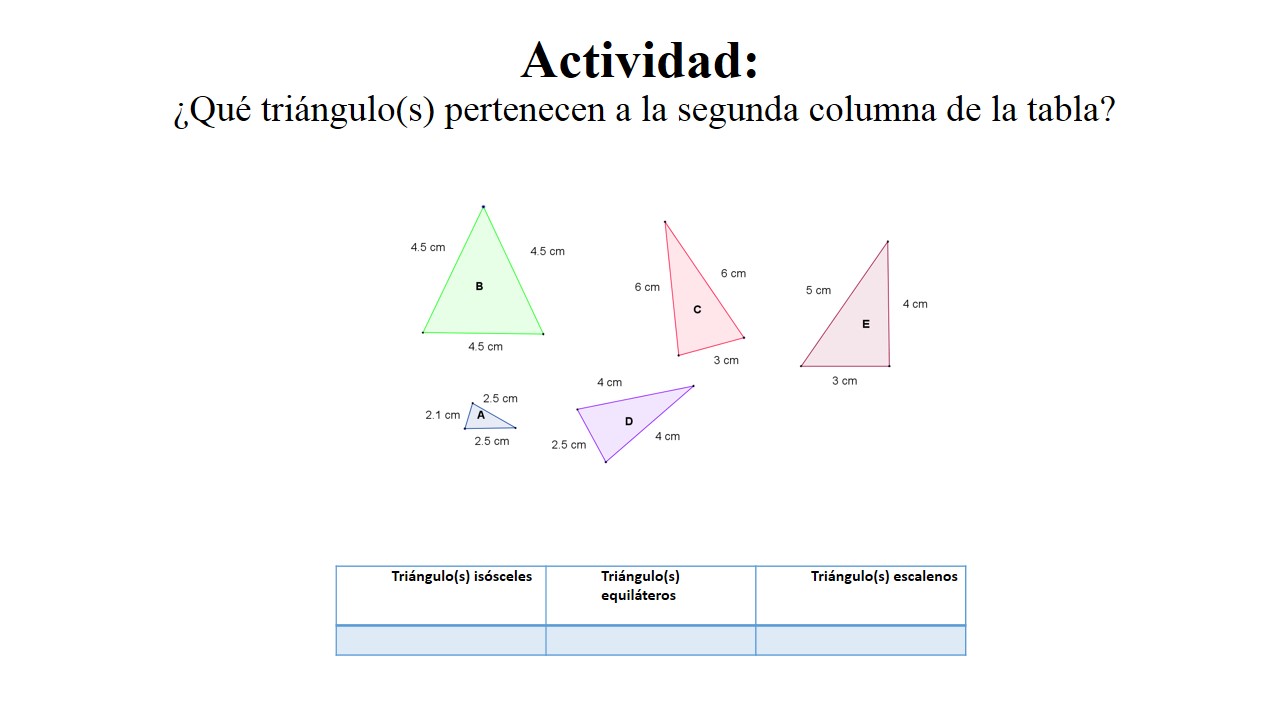 Actividad:
¿Qué triángulo(s) pertenecen a la segunda columna de la tabla?
4.5 cm
4.5 cm
B
4.5 cm
6 cm
6 cm
C
3 cm
5 cm
4 cm
E
3 cm
2.5 cm
2.1 cm
A
2.5 cm
4 cm
D
4 cm
2.5 cm
Triángulo(s) isósceles
Triángulo(s)
equiláteros
Triángulo(s) escalenos